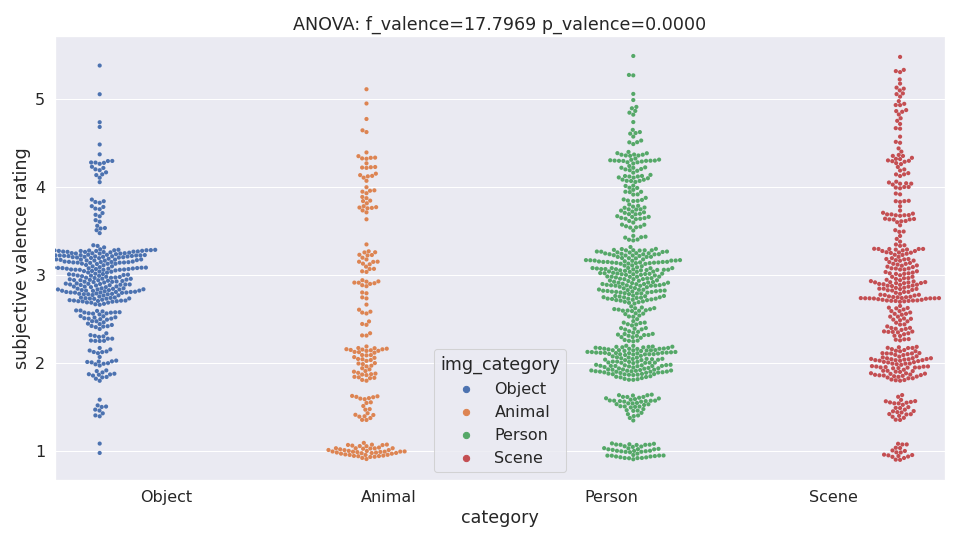 ANOVA: f_valence=17.7969 p_valence=0.0000
subjective valence rating
5
4
3
2
1
img_category
Object
Animal
Person
Scene
Object Animal Person Scene
category